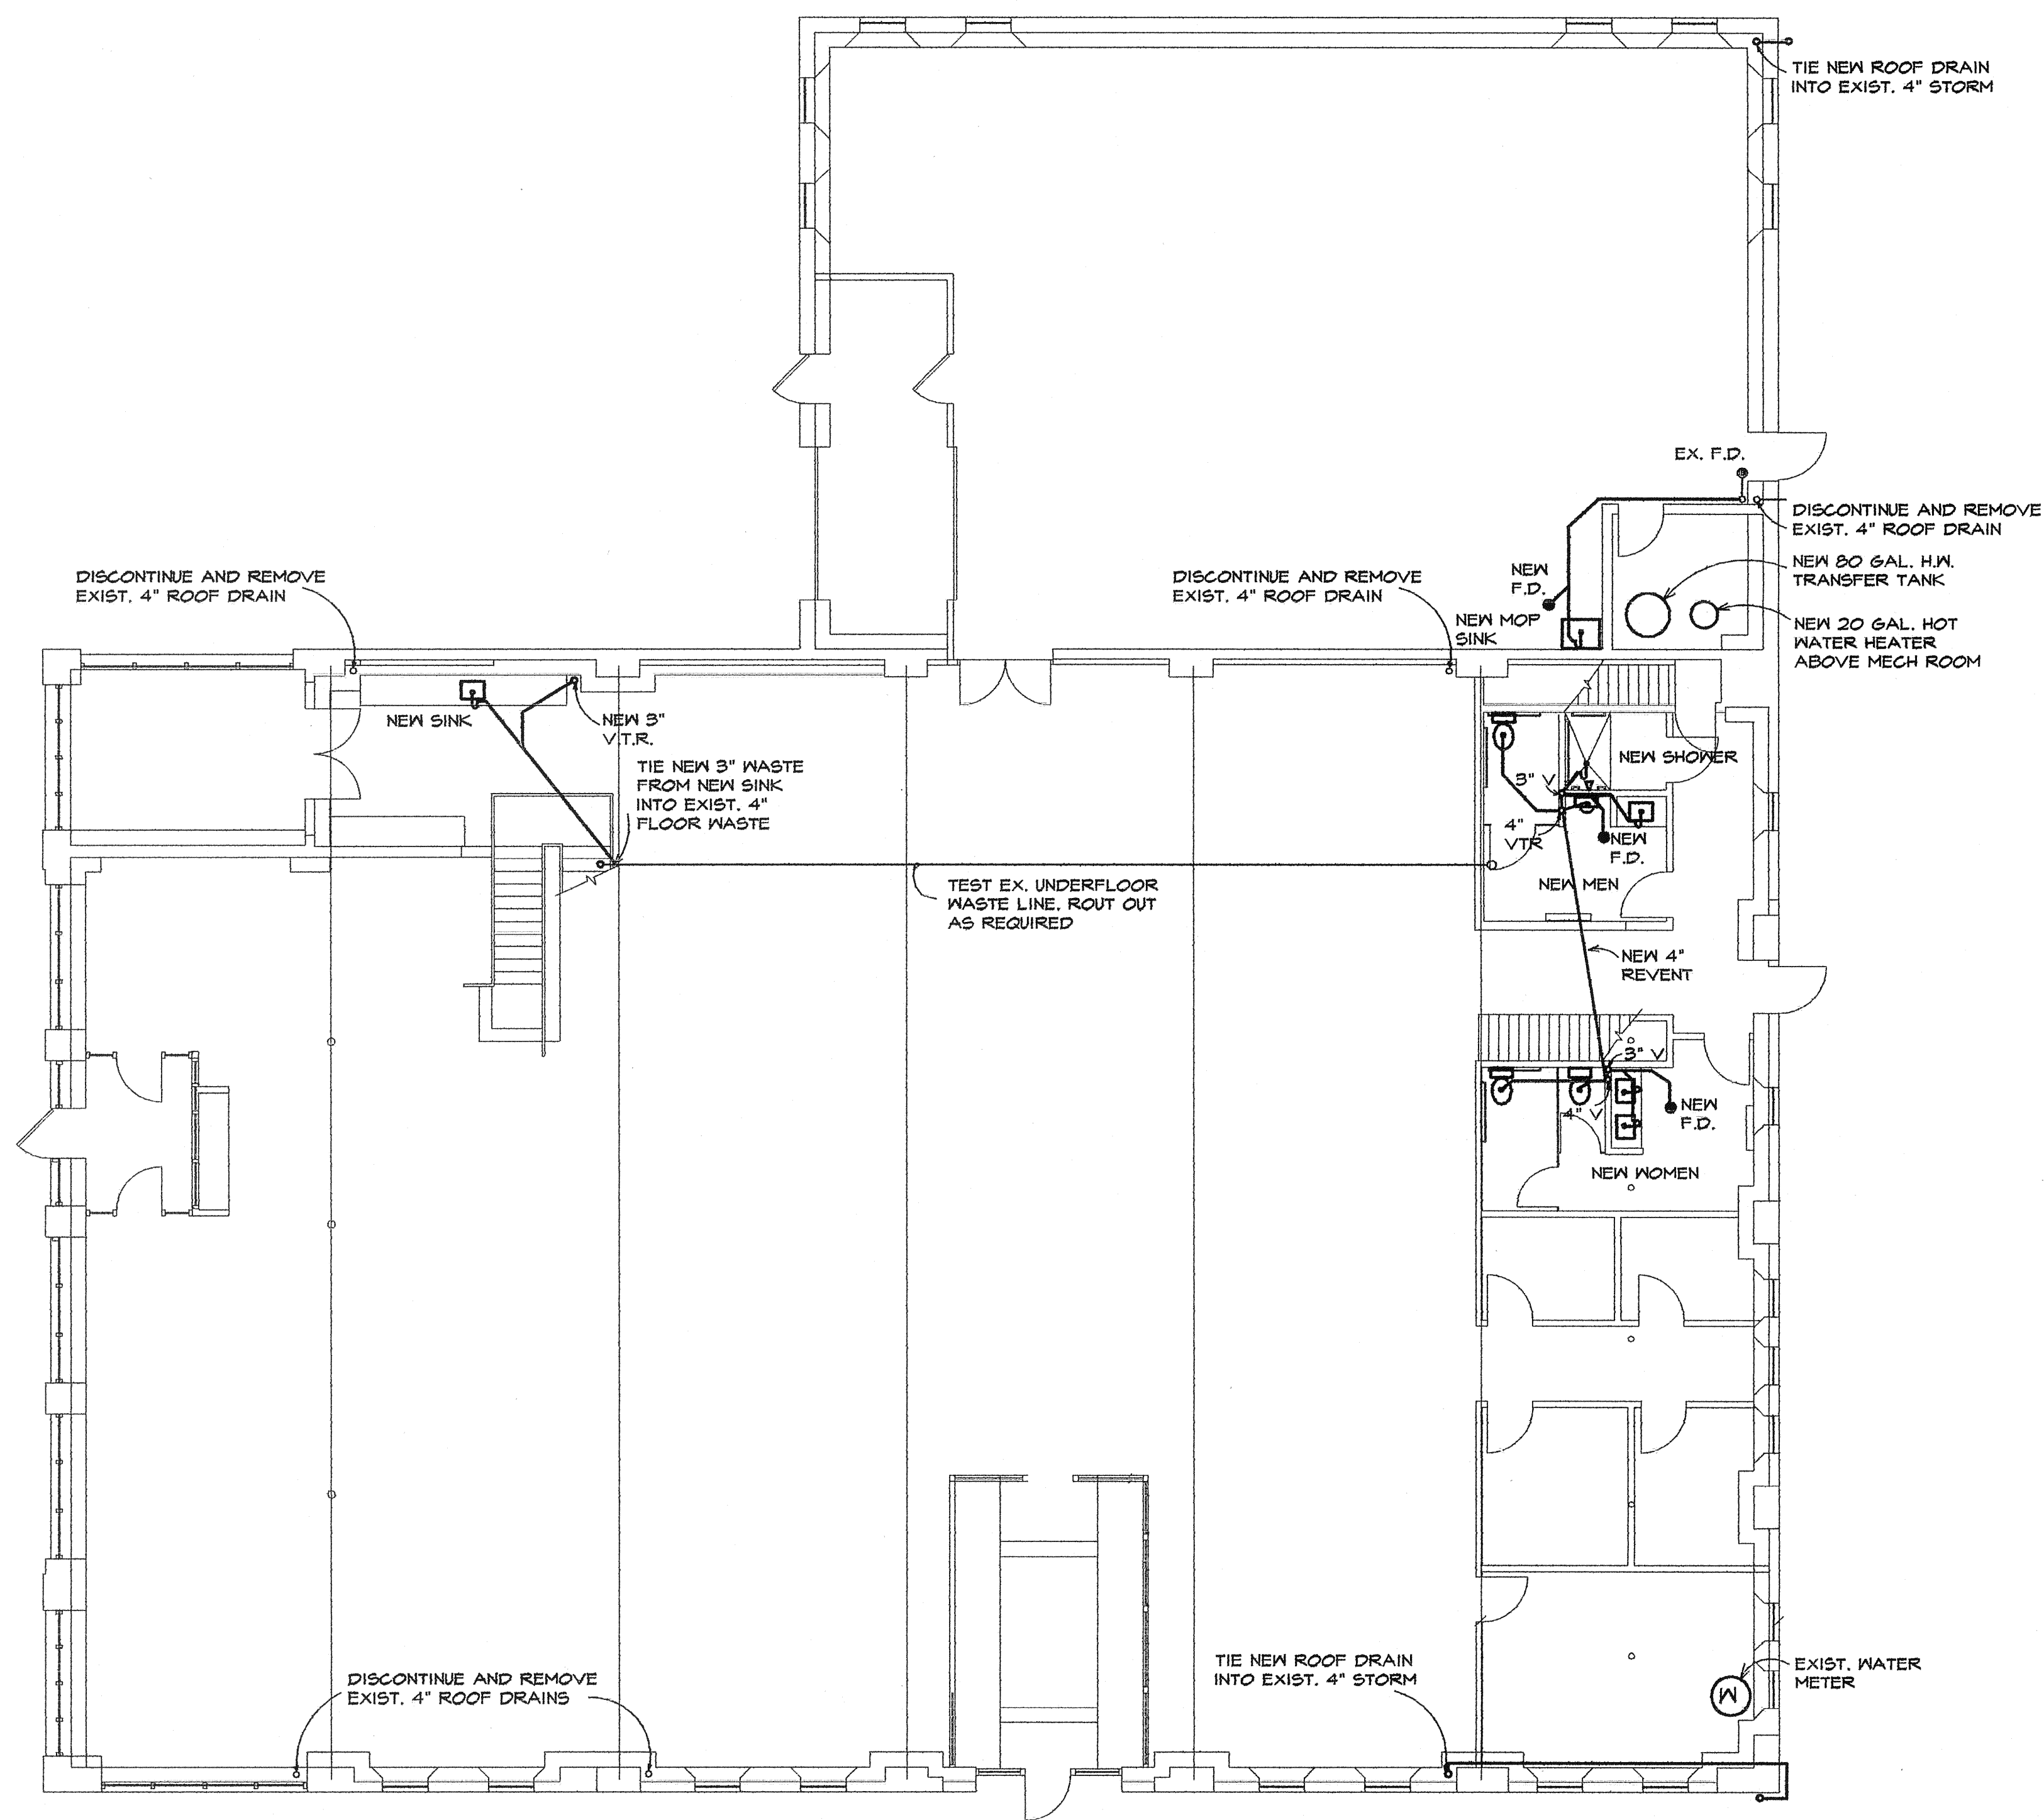 TIE NEW ROOF DRAIN
INTO EXIST. 4" STORM
EX. F.D.
DISCONTINUE AND REMOVE
EXIST. 4" ROOF DRAIN
NEW 80 GAL. H.W.
TRANSFER TANK
NEW 20 GAL. HOT
WATER HEATER
ABOVE MECH ROOM
NEW
F.D.
NEW MOP
SINK
DISCONTINUE AND REMOVE
EXIST. 4" ROOF DRAIN
DISCONTINUE AND REMOVE
EXIST. 4" ROOF DRAIN
NEW SINK
NEW 3"
V.T.R.
TIE NEW 3" WASTE
FROM NEW SINK
INTO EXIST. 4"
FLOOR WASTE
TEST EX. UNDERFLOOR
WASTE LINE. ROUT OUT
AS REQUIRED
NEW SHOWER
3" V
4"
VTR
NEW
F.D.
NEW MEN
NEW 4"
REVENT
3" V
4" V
NEW
F.D.
NEW WOMEN
DISCONTINUE AND REMOVE
EXIST. 4" ROOF DRAINS
TIE NEW ROOF DRAIN
INTO EXIST. 4" STORM
EXIST. WATER
METER
M